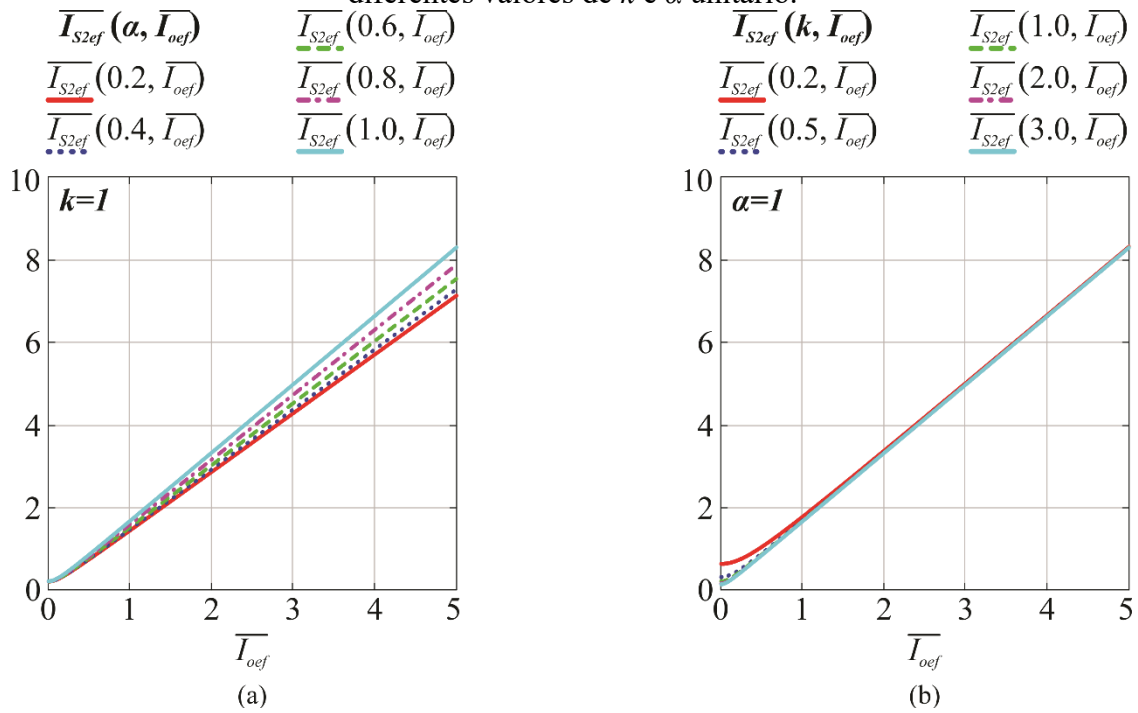 diferentes valores de k e α unitário.
I_S2ef (α, I_oef)
I_S2ef (0.6, I_oef)
I_S2ef (0.2, I_oef)
I_S2ef (0.8, I_oef)
I_S2ef (0.4, I_oef)
I_S2ef (1.0, I_oef)
10
k=1
8
6
4
2
0
0 1 2 3 4 5
I_oef
(a)
I_S2ef (k, I_oef)
I_S2ef (1.0, I_oef)
I_S2ef (0.2, I_oef)
I_S2ef (2.0, I_oef)
I_S2ef (0.5, I_oef)
I_S2ef (3.0, I_oef)
10
α=1
8
6
4
2
0
0 1 2 3 4 5
I_oef
(b)